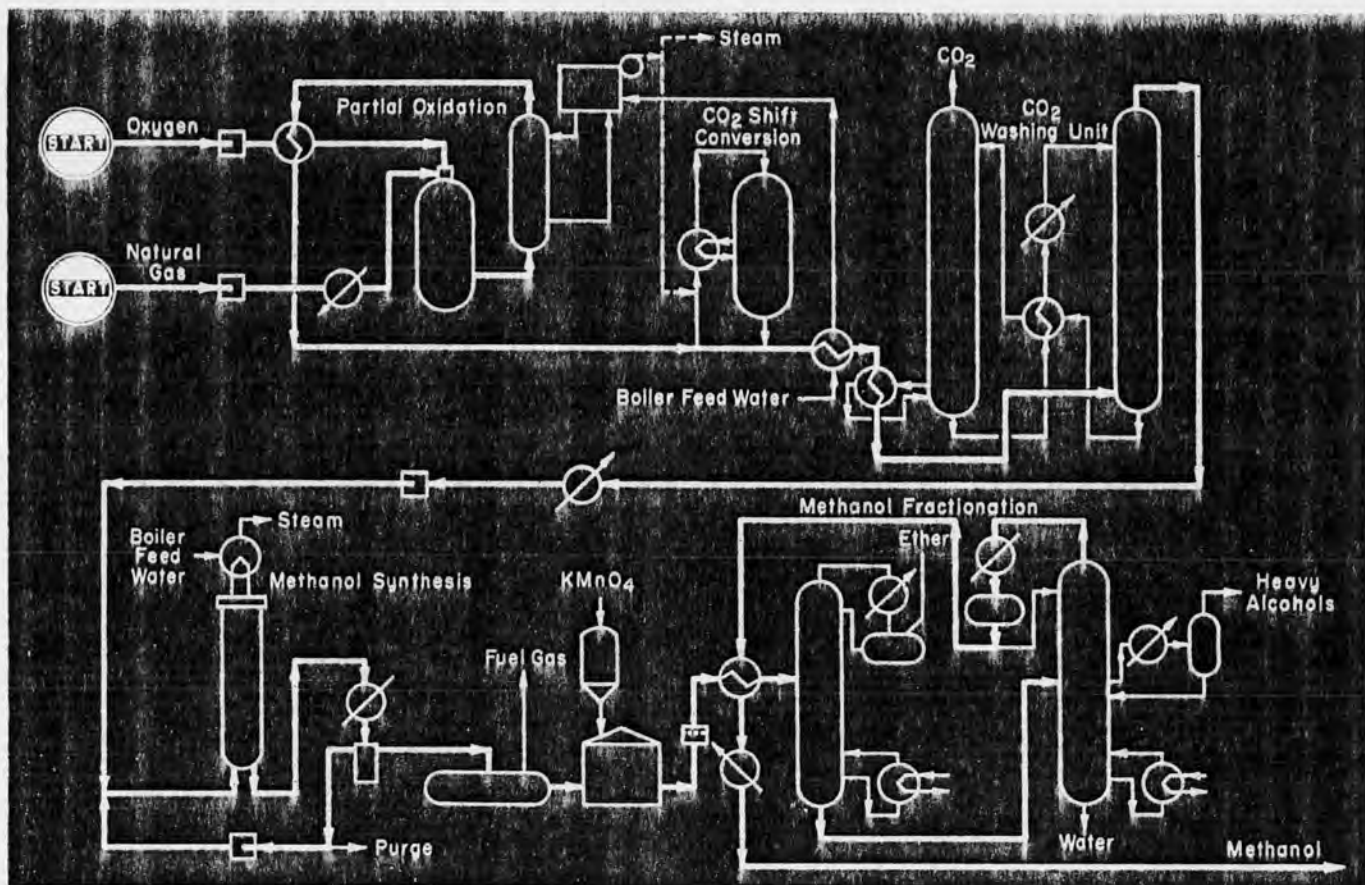 Steam
CO2
Partial Oxidation
CO2 Shift
Conversion
CO2
Washing Unit
START
Oxygen
START
Natural
Gas
Boiler Feed Water
Steam
Boiler
Feed
Water
Methanol Synthesis
KMnO4
Fuel Gas
Methanol Fractionation
Ether
Heavy
Alcohols
Purge
Water
Methanol